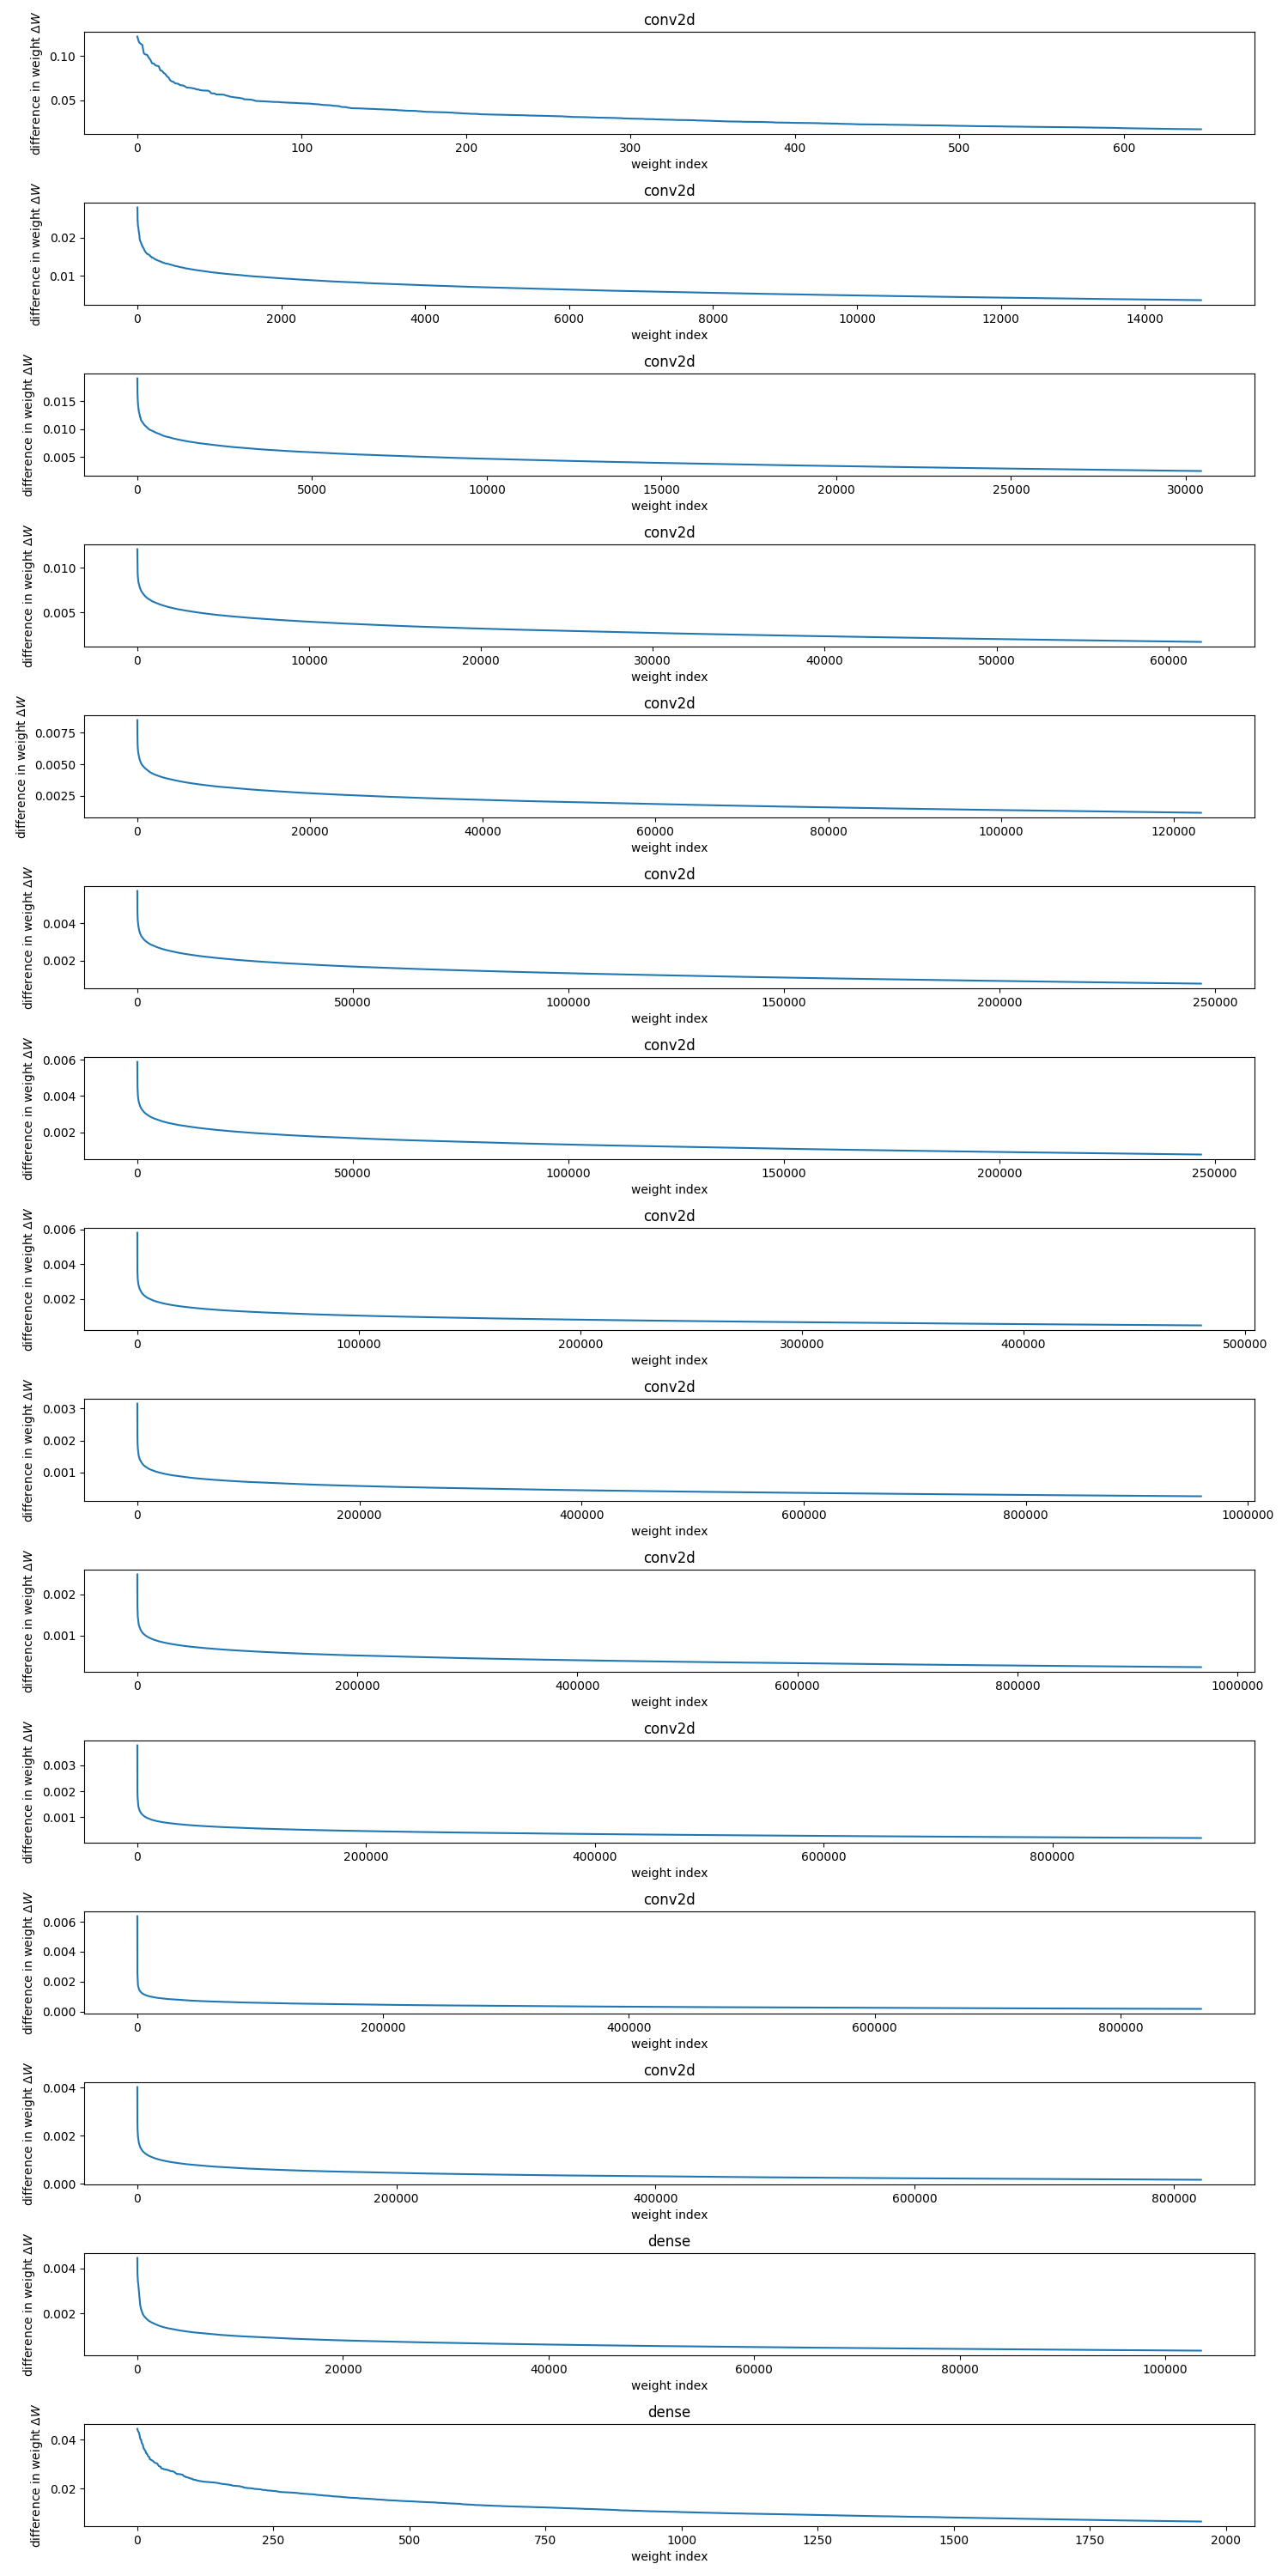 conv2d
difference in weight ΔW
0.10
0.05
0 100 200 300 400 500 600
weight index
conv2d
difference in weight ΔW
0.02
0.01
0 2000 4000 6000 8000 10000 12000 14000
weight index
conv2d
difference in weight ΔW
0.015
0.010
0.005
0 5000 10000 15000 20000 25000 30000
weight index
conv2d
difference in weight ΔW
0.010
0.005
0 10000 20000 30000 40000 50000 60000
weight index
conv2d
difference in weight ΔW
0.0075
0.0050
0.0025
0 20000 40000 60000 80000 100000 120000
weight index
conv2d
difference in weight ΔW
0.004
0.002
0 50000 100000 150000 200000 250000
weight index
conv2d
difference in weight ΔW
0.006
0.004
0.002
0 50000 100000 150000 200000 250000
weight index
conv2d
difference in weight ΔW
0.006
0.004
0.002
0 100000 200000 300000 400000 500000
weight index
conv2d
difference in weight ΔW
0.003
0.002
0.001
0 200000 400000 600000 800000 1000000
weight index
conv2d
difference in weight ΔW
0.002
0.001
0 200000 400000 600000 800000 1000000
weight index
conv2d
difference in weight ΔW
0.003
0.002
0.001
0 200000 400000 600000 800000
weight index
conv2d
difference in weight ΔW
0.006
0.004
0.002
0.000
0 200000 400000 600000 800000
weight index
conv2d
difference in weight ΔW
0.004
0.002
0.000
0 200000 400000 600000 800000
weight index
dense
difference in weight ΔW
0.004
0.002
0 20000 40000 60000 80000 100000
weight index
dense
difference in weight ΔW
0.04
0.02
0 250 500 750 1000 1250 1500 1750 2000
weight index